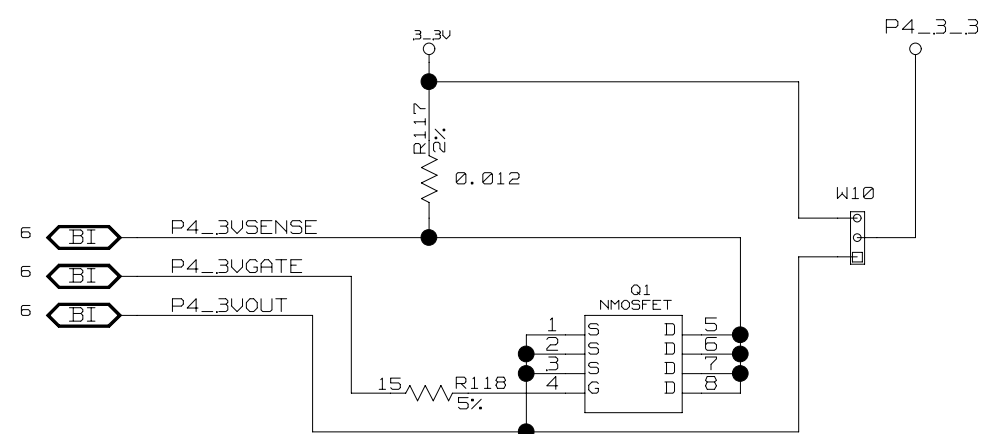 P4_3_3
3_3V
R117
2%
0.012
W10
6 BI P4_3VSENSE
6 BI P4_3VGATE
6 BI P4_3VOUT
Q1
NMOSFET
1 S D 5
2 S D 6
3 S D 7
4 G D 8
15 R118
5%